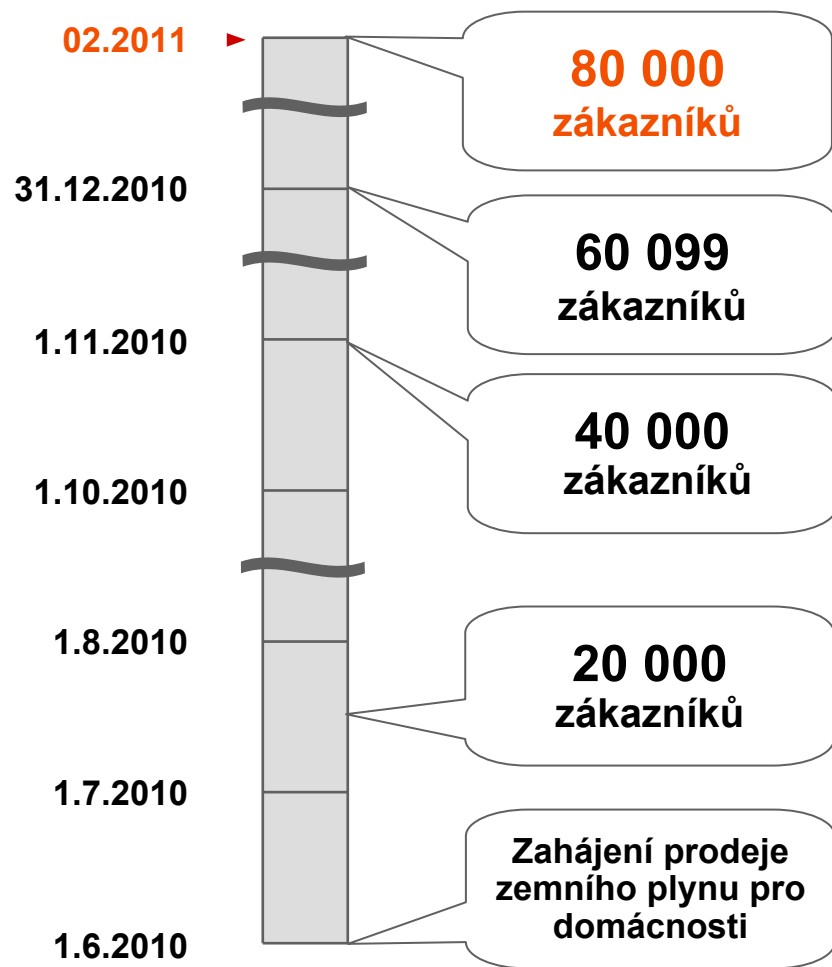 02.2011
80 000
zákazníků
31.12.2010
60 099
zákazníků
1.11.2010
40 000
zákazníků
1.10.2010
1.8.2010
20 000
zákazníků
1.7.2010
Zahájení prodeje
zemního plynu pro
domácnosti
1.6.2010